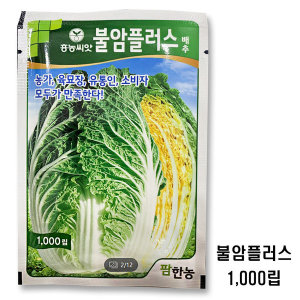 흥농씨앗 불암플러스 배추
농가, 육묘장, 유통인, 소비자
모두가 만족한다!
1,000립
2/12
팜한농
불암플러스
1,000립